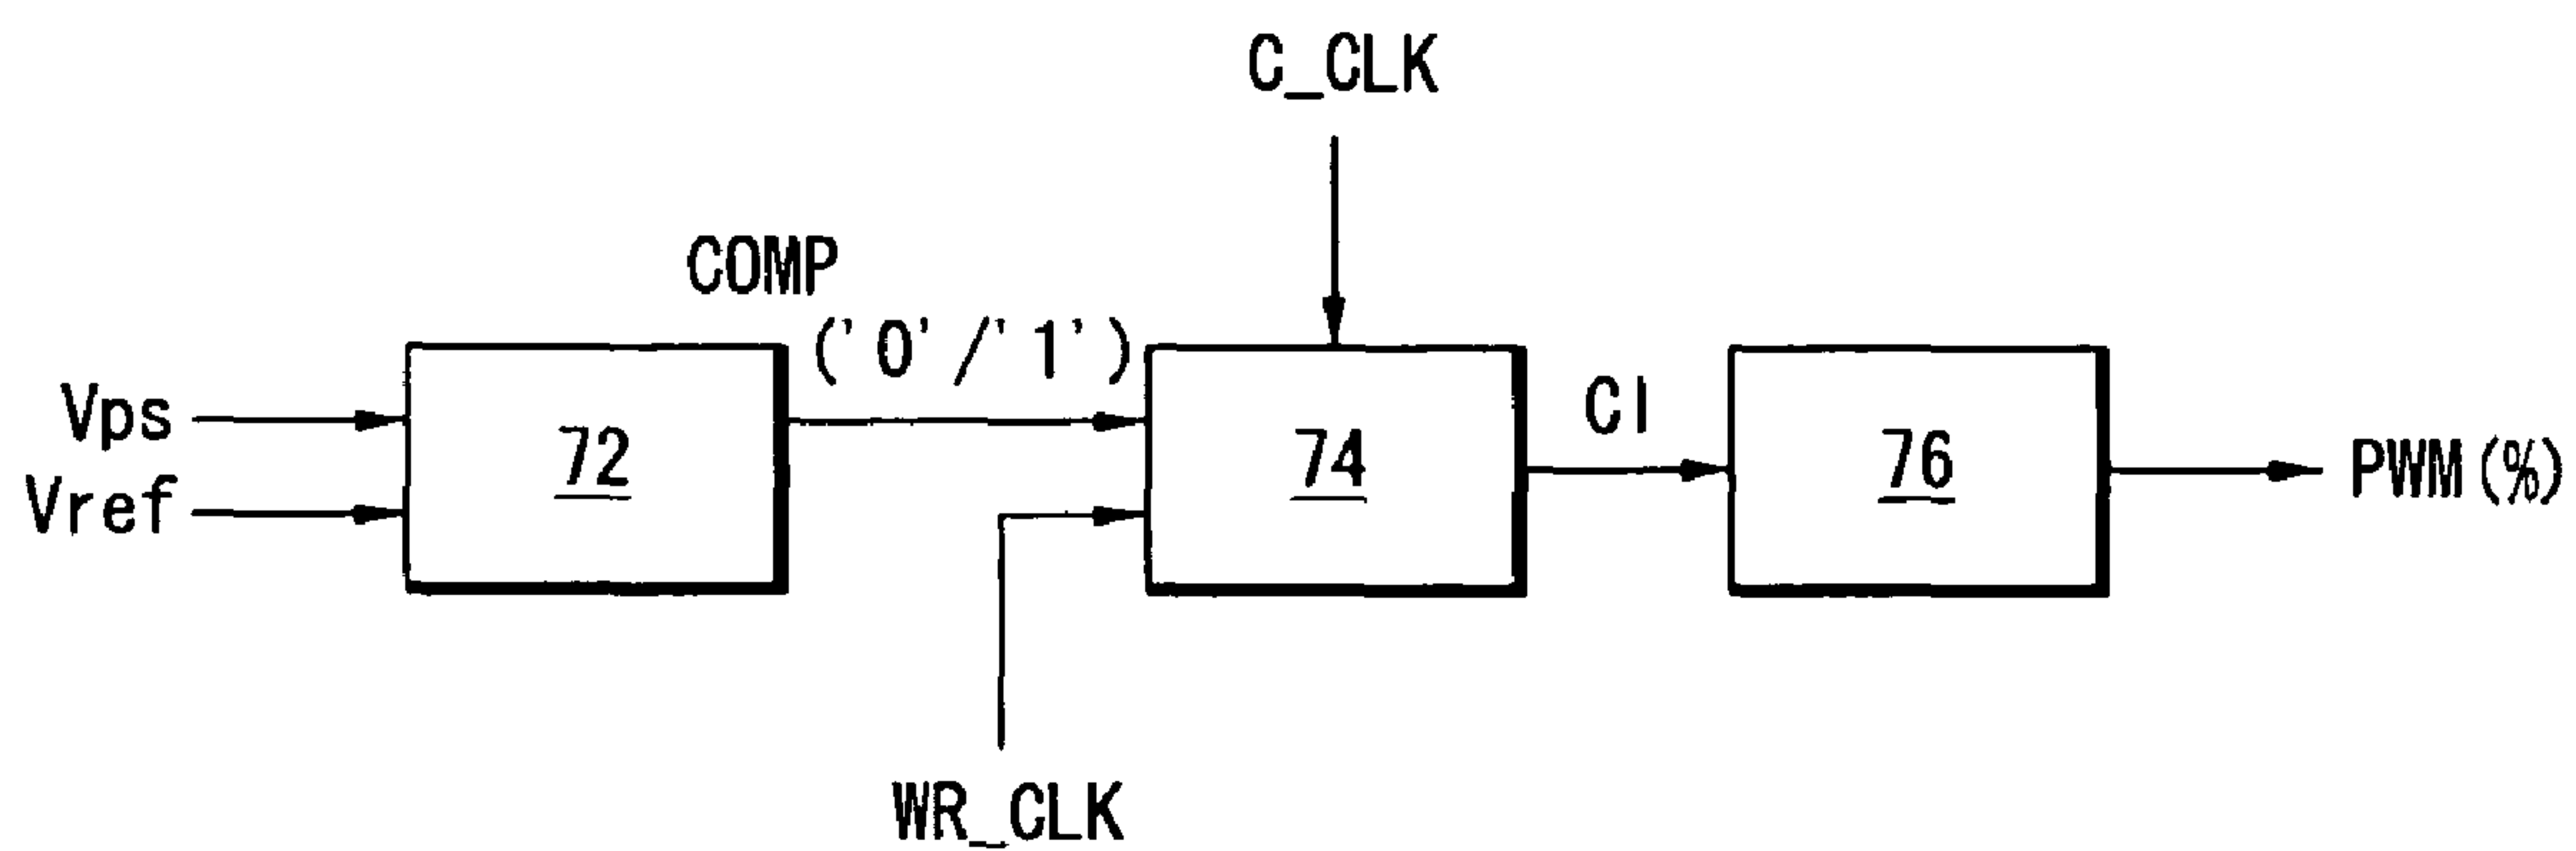 C_CLK
COMP
('0'/'1')
Vps
Vref
72
74
CI
76
PWM(%)
WR_CLK